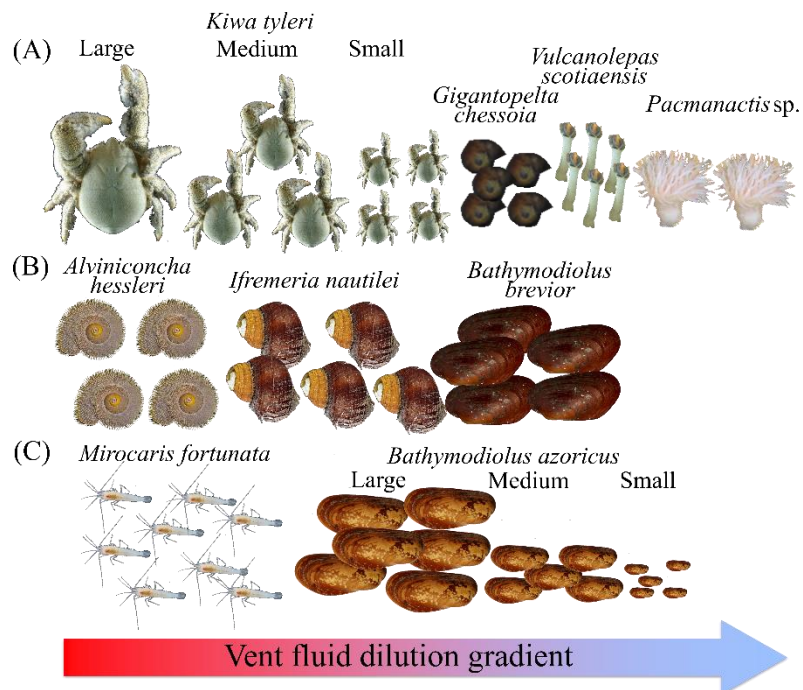 Kiwa tyleri
(A) Large Medium Small
Vulcanolepas
scotiaensis
Gigantopelta
chessoia
Pacmanactis sp.
(B) Alviniconcha
hessleri
Ifremeria nautilei
Bathymodiolus
brevior
(C)
Mirocaris fortunata
Bathymodiolus azoricus
Large Medium Small
Vent fluid dilution gradient